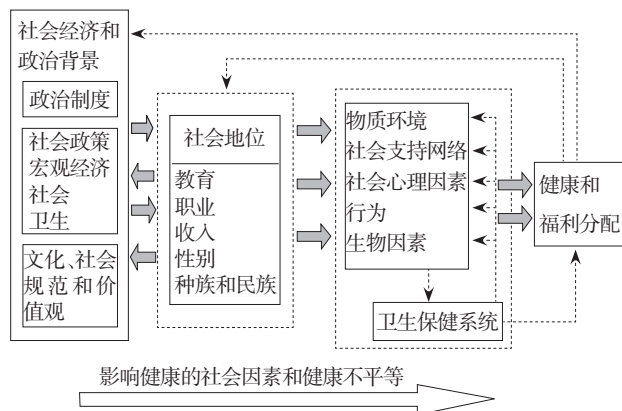 社会经济和
政治背景
政治制度
社会政策
宏观经济
社会
卫生
文化、社会
规范和价
值观
社会地位
教育
职业
收入
性别
种族和民族
物质环境
社会支持网络
社会心理因素
行为
生物因素
卫生保健系统
健康和
福利分配
影响健康的社会因素和健康不平等